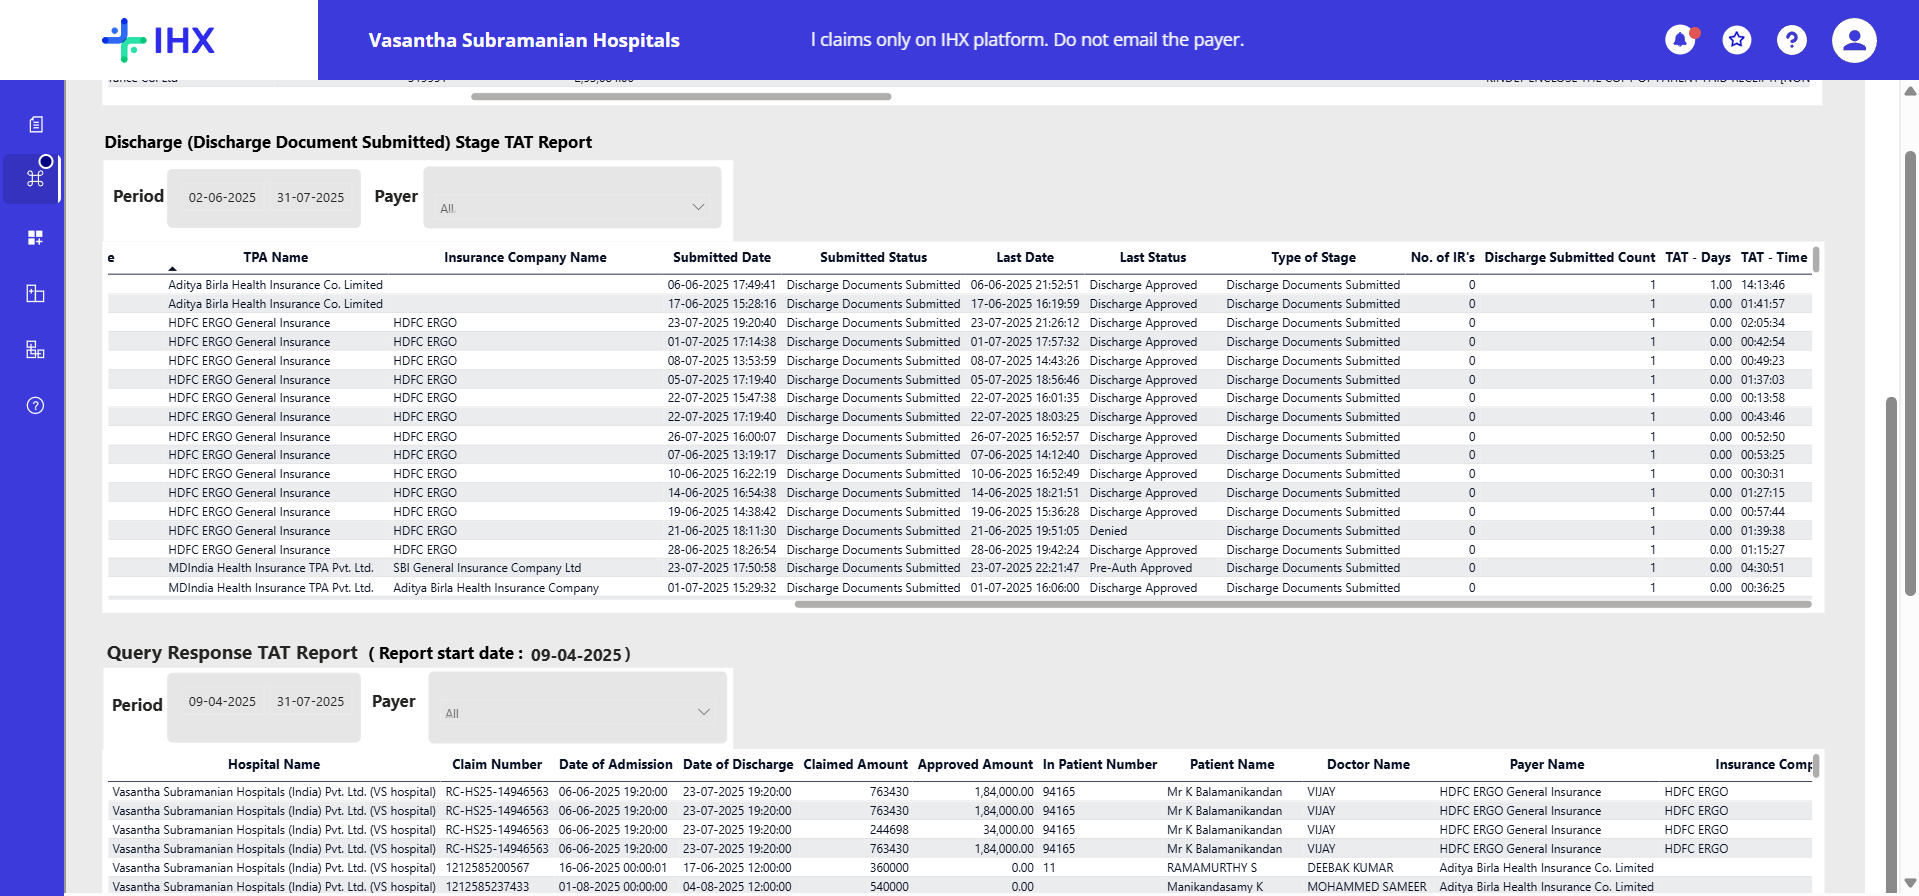 IHX
Vasantha Subramanian Hospitals
l claims only on IHX platform. Do not email the payer.
Discharge (Discharge Document Submitted) Stage TAT Report
Period 02-06-2025 31-07-2025 Payer All
e TPA Name Insurance Company Name Submitted Date Submitted Status Last Date Last Status Type of Stage No. of IR's Discharge Submitted Count TAT - Days TAT - Time
Aditya Birla Health Insurance Co. Limited 06-06-2025 17:49:41 Discharge Documents Submitted 06-06-2025 21:52:51 Discharge Approved Discharge Documents Submitted 0 1 1.00 14:13:46
Aditya Birla Health Insurance Co. Limited 17-06-2025 15:28:16 Discharge Documents Submitted 17-06-2025 16:19:59 Discharge Approved Discharge Documents Submitted 0 1 0.00 01:41:57
HDFC ERGO General Insurance HDFC ERGO 23-07-2025 19:20:40 Discharge Documents Submitted 23-07-2025 21:26:12 Discharge Approved Discharge Documents Submitted 0 1 0.00 02:05:34
HDFC ERGO General Insurance HDFC ERGO 01-07-2025 17:14:38 Discharge Documents Submitted 01-07-2025 17:57:32 Discharge Approved Discharge Documents Submitted 0 1 0.00 00:42:54
HDFC ERGO General Insurance HDFC ERGO 08-07-2025 13:53:59 Discharge Documents Submitted 08-07-2025 14:43:26 Discharge Approved Discharge Documents Submitted 0 1 0.00 00:49:23
HDFC ERGO General Insurance HDFC ERGO 05-07-2025 17:19:40 Discharge Documents Submitted 05-07-2025 18:56:46 Discharge Approved Discharge Documents Submitted 0 1 0.00 01:37:03
HDFC ERGO General Insurance HDFC ERGO 22-07-2025 15:47:38 Discharge Documents Submitted 22-07-2025 16:01:35 Discharge Approved Discharge Documents Submitted 0 1 0.00 00:13:58
HDFC ERGO General Insurance HDFC ERGO 22-07-2025 17:19:40 Discharge Documents Submitted 22-07-2025 18:03:25 Discharge Approved Discharge Documents Submitted 0 1 0.00 00:43:46
HDFC ERGO General Insurance HDFC ERGO 26-07-2025 16:00:07 Discharge Documents Submitted 26-07-2025 16:52:57 Discharge Approved Discharge Documents Submitted 0 1 0.00 00:52:50
HDFC ERGO General Insurance HDFC ERGO 07-06-2025 13:19:17 Discharge Documents Submitted 07-06-2025 14:12:40 Discharge Approved Discharge Documents Submitted 0 1 0.00 00:53:25
HDFC ERGO General Insurance HDFC ERGO 10-06-2025 16:22:19 Discharge Documents Submitted 10-06-2025 16:52:49 Discharge Approved Discharge Documents Submitted 0 1 0.00 00:30:31
HDFC ERGO General Insurance HDFC ERGO 14-06-2025 16:54:38 Discharge Documents Submitted 14-06-2025 18:21:51 Discharge Approved Discharge Documents Submitted 0 1 0.00 01:27:15
HDFC ERGO General Insurance HDFC ERGO 19-06-2025 14:38:42 Discharge Documents Submitted 19-06-2025 15:36:28 Discharge Approved Discharge Documents Submitted 0 1 0.00 00:57:44
HDFC ERGO General Insurance HDFC ERGO 21-06-2025 18:11:30 Discharge Documents Submitted 21-06-2025 19:51:05 Denied Discharge Documents Submitted 0 1 0.00 01:39:38
HDFC ERGO General Insurance HDFC ERGO 28-06-2025 18:26:54 Discharge Documents Submitted 28-06-2025 19:42:24 Discharge Approved Discharge Documents Submitted 0 1 0.00 01:15:27
MDIndia Health Insurance TPA Pvt. Ltd. SBI General Insurance Company Ltd 23-07-2025 17:50:58 Discharge Documents Submitted 23-07-2025 22:21:47 Pre-Auth Approved Discharge Documents Submitted 0 1 0.00 04:30:51
MDIndia Health Insurance TPA Pvt. Ltd. Aditya Birla Health Insurance Company 01-07-2025 15:29:32 Discharge Documents Submitted 01-07-2025 16:06:00 Discharge Approved Discharge Documents Submitted 0 1 0.00 00:36:25
Query Response TAT Report ( Report start date : 09-04-2025 )
Period 09-04-2025 31-07-2025 Payer All
Hospital Name Claim Number Date of Admission Date of Discharge Claimed Amount Approved Amount In Patient Number Patient Name Doctor Name Payer Name Insurance Comp
Vasantha Subramanian Hospitals (India) Pvt. Ltd. (VS hospital) RC-HS25-14946563 06-06-2025 19:20:00 23-07-2025 19:20:00 763430 1,84,000.00 94165 Mr K Balamanikandan VIJAY HDFC ERGO General Insurance HDFC ERGO
Vasantha Subramanian Hospitals (India) Pvt. Ltd. (VS hospital) RC-HS25-14946563 06-06-2025 19:20:00 23-07-2025 19:20:00 763430 1,84,000.00 94165 Mr K Balamanikandan VIJAY HDFC ERGO General Insurance HDFC ERGO
Vasantha Subramanian Hospitals (India) Pvt. Ltd. (VS hospital) RC-HS25-14946563 06-06-2025 19:20:00 23-07-2025 19:20:00 244698 34,000.00 94165 Mr K Balamanikandan VIJAY HDFC ERGO General Insurance HDFC ERGO
Vasantha Subramanian Hospitals (India) Pvt. Ltd. (VS hospital) RC-HS25-14946563 06-06-2025 19:20:00 23-07-2025 19:20:00 763430 1,84,000.00 94165 Mr K Balamanikandan VIJAY HDFC ERGO General Insurance HDFC ERGO
Vasantha Subramanian Hospitals (India) Pvt. Ltd. (VS hospital) 1212585200567 16-06-2025 00:00:01 17-06-2025 12:00:00 360000 0.00 11 RAMAMURTHY S DEEBAK KUMAR Aditya Birla Health Insurance Co. Limited
Vasantha Subramanian Hospitals (India) Pvt. Ltd. (VS hospital) 1212585237433 01-08-2025 00:00:00 04-08-2025 12:00:00 540000 0.00 Manikandasamy K MOHAMMED SAMEER Aditya Birla Health Insurance Co. Limited